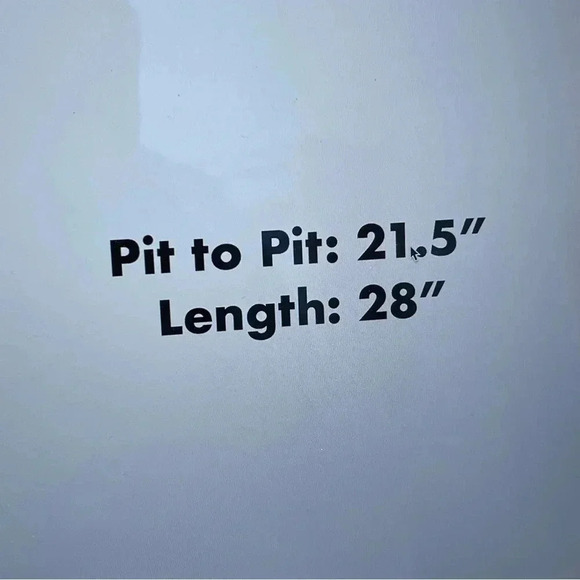 Pit to Pit: 21.5”
Length: 28”